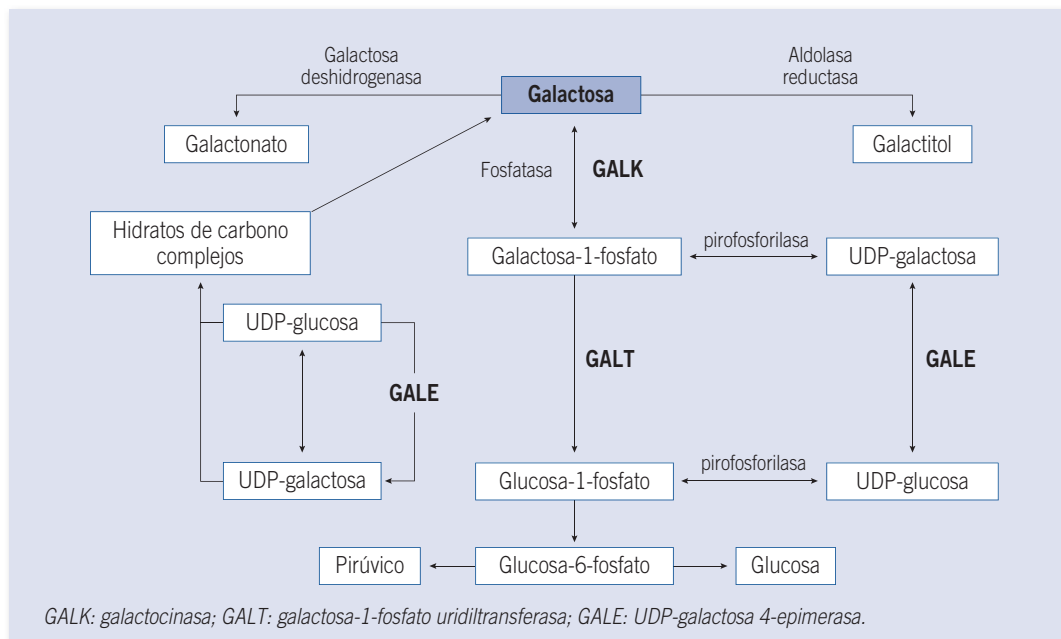 Galactosa
deshidrogenasa
Aldolasa
reductasa
Galactosa
Galactonato
Galactitol
Fosfatasa
GALK
Hidratos de carbono
complejos
Galactosa-1-fosfato
pirofosforilasa
UDP-galactosa
UDP-glucosa
GALE
GALT
GALE
UDP-galactosa
Glucosa-1-fosfato
pirofosforilasa
UDP-glucosa
Pirúvico
Glucosa-6-fosfato
Glucosa
GALK: galactocinasa; GALT: galactosa-1-fosfato uridiltransferasa; GALE: UDP-galactosa 4-epimerasa.